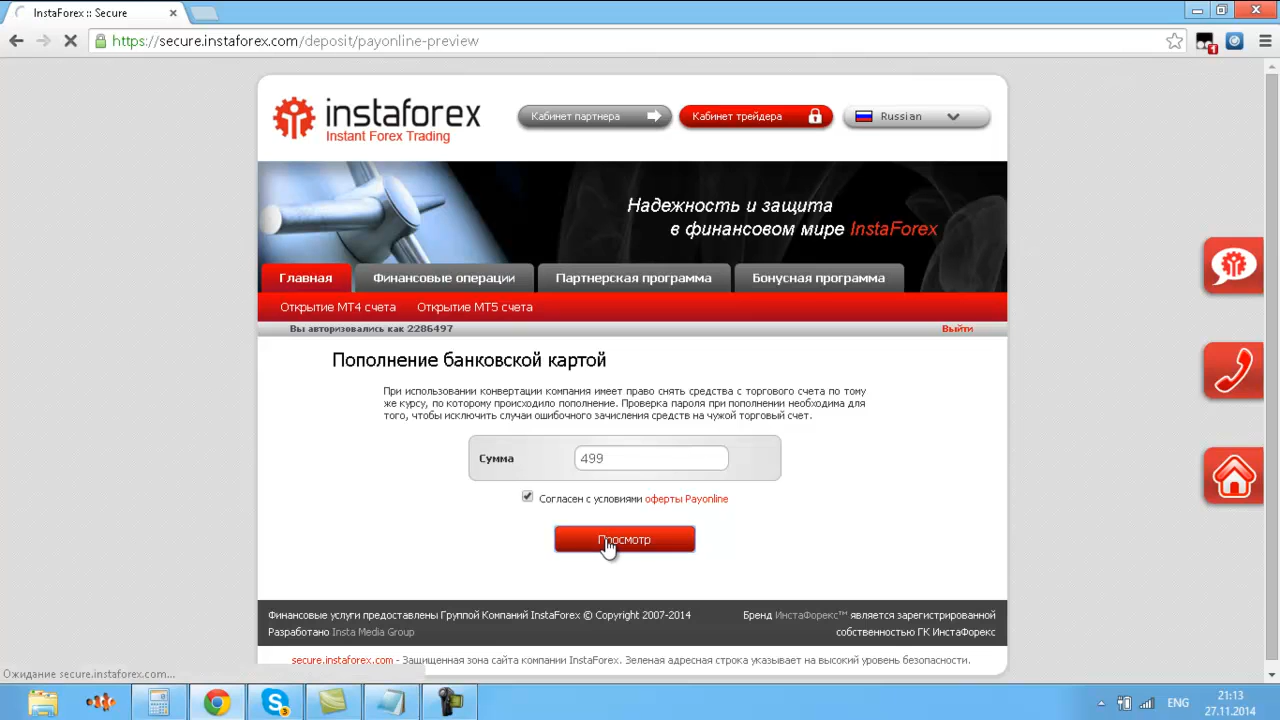 InstaForex :: Secure
https://secure.instaforex.com/deposit/payonline-preview
1
instaforex
Instant Forex Trading
Кабинет партнера
Кабинет трейдера
Russian
Надежность и защита
в финансовом мире InstaForex
Главная
Финансовые операции
Партнерская программа
Бонусная программа
Открытие МТ4 счета
Открытие МТ5 счета
Вы авторизовались как 2286497
Выйти
Пополнение банковской картой
При использовании конвертации компания имеет право снять средства с торгового счета по тому
же курсу, по которому происходило пополнение. Проверка пароля при пополнении необходима для
того, чтобы исключить случаи ошибочного зачисления средств на чужой торговый счет.
Сумма
499
Согласен с условиями оферты Payonline
Просмотр
Финансовые услуги предоставлены Группой Компаний InstaForex © Copyright 2007-2014
Разработано Insta Media Group
Бренд ИнстаФорекс™ является зарегистрированной
собственностью ГК ИнстаФорекс
secure.instaforex.com - Защищенная зона сайта компании InstaForex. Зеленая адресная строка указывает на высокий уровень безопасности.
Ожидание secure.instaforex.com...
3
ENG
21:13
27.11.2014